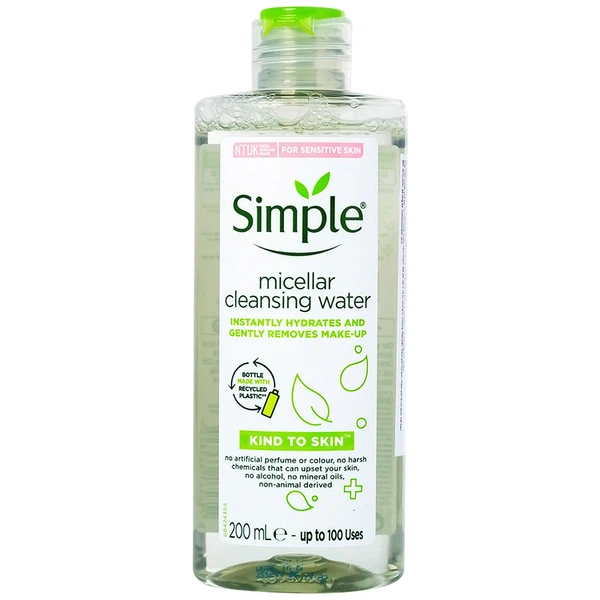 NTUK FOR SENSITIVE SKIN
Simple®
micellar
cleansing water
INSTANTLY HYDRATES AND
GENTLY REMOVES MAKE-UP
BOTTLE
MADE WITH
RECYCLED
PLASTIC**
KIND TO SKIN™
no artificial perfume or colour, no harsh
chemicals that can upset your skin,
no alcohol, no mineral oils,
non-animal derived
200 mL e - up to 100 Uses